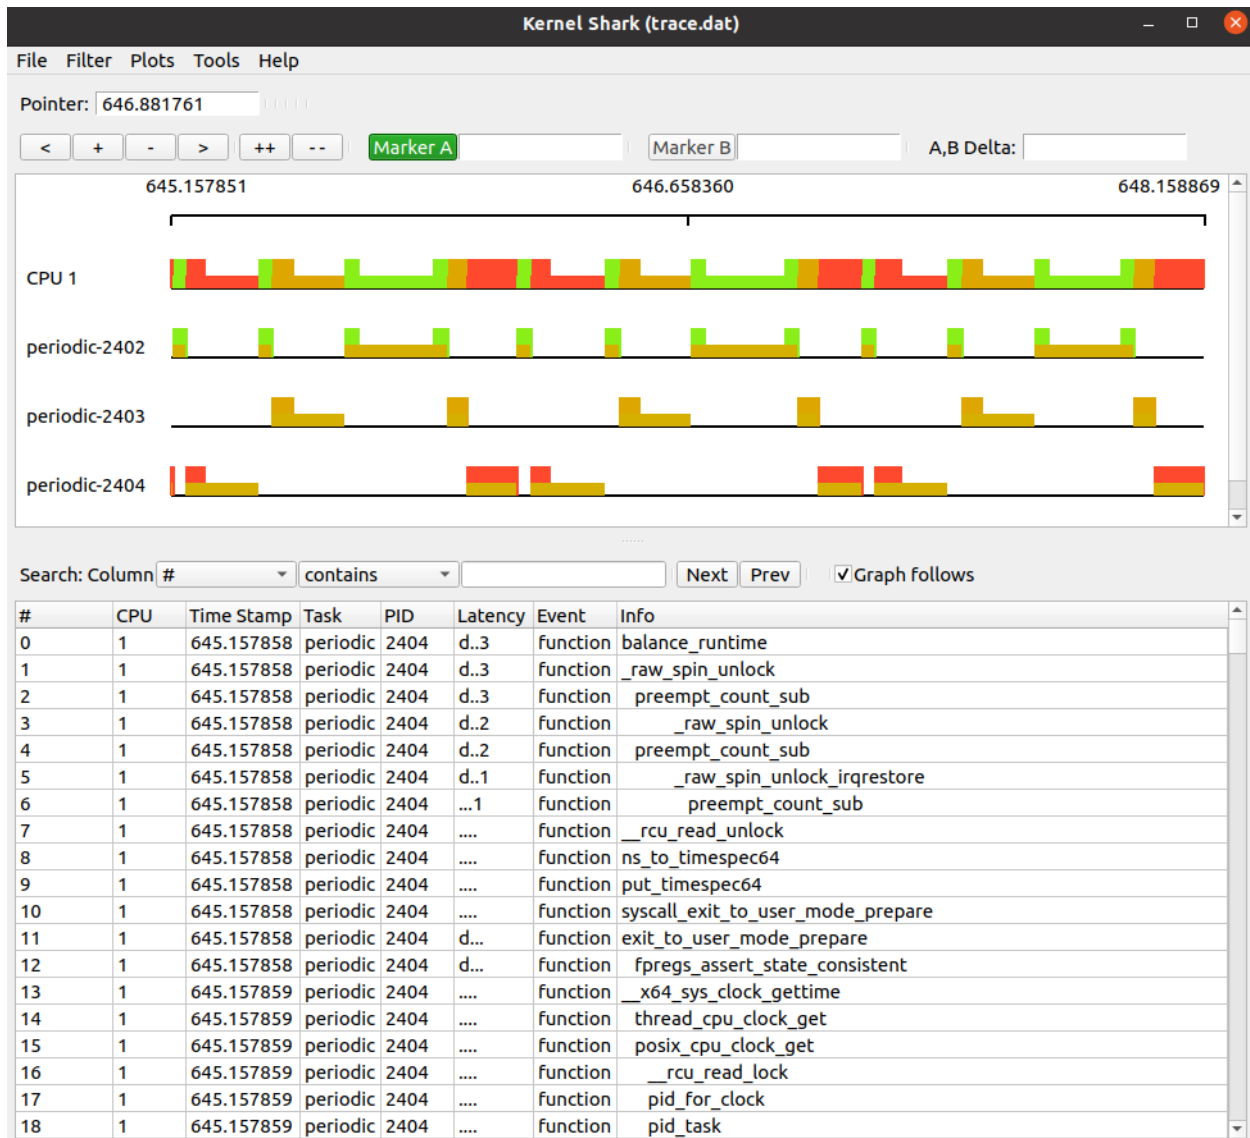 Kernel Shark (trace.dat)
File Filter Plots Tools Help
Pointer: 646.881761
< + - > ++ -- Marker A Marker B A,B Delta:
645.157851 646.658360 648.158869
CPU 1
periodic-2402
periodic-2403
periodic-2404
Search: Column # contains Next Prev Graph follows
# CPU Time Stamp Task PID Latency Event Info
0 1 645.157858 periodic 2404 d..3 function balance_runtime
1 1 645.157858 periodic 2404 d..3 function _raw_spin_unlock
2 1 645.157858 periodic 2404 d..3 function preempt_count_sub
3 1 645.157858 periodic 2404 d..2 function _raw_spin_unlock
4 1 645.157858 periodic 2404 d..2 function preempt_count_sub
5 1 645.157858 periodic 2404 d..1 function _raw_spin_unlock_irqrestore
6 1 645.157858 periodic 2404 ...1 function preempt_count_sub
7 1 645.157858 periodic 2404 .... function __rcu_read_unlock
8 1 645.157858 periodic 2404 .... function ns_to_timespec64
9 1 645.157858 periodic 2404 .... function put_timespec64
10 1 645.157858 periodic 2404 .... function syscall_exit_to_user_mode_prepare
11 1 645.157858 periodic 2404 d... function exit_to_user_mode_prepare
12 1 645.157858 periodic 2404 d... function fpregs_assert_state_consistent
13 1 645.157859 periodic 2404 .... function __x64_sys_clock_gettime
14 1 645.157859 periodic 2404 .... function thread_cpu_clock_get
15 1 645.157859 periodic 2404 .... function posix_cpu_clock_get
16 1 645.157859 periodic 2404 .... function __rcu_read_lock
17 1 645.157859 periodic 2404 .... function pid_for_clock
18 1 645.157859 periodic 2404 .... function pid_task